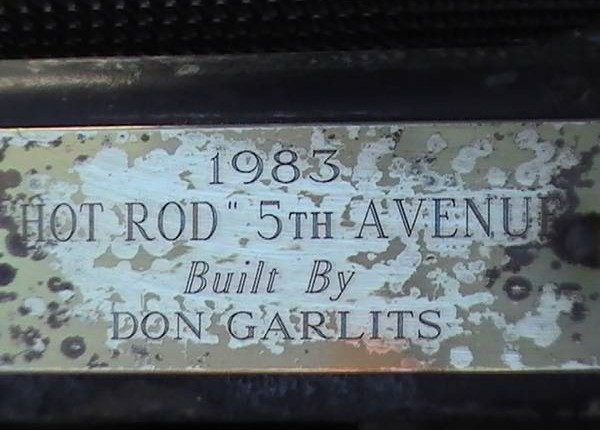 1983
"HOT ROD" 5TH AVENUE
Built By
DON GARLITS